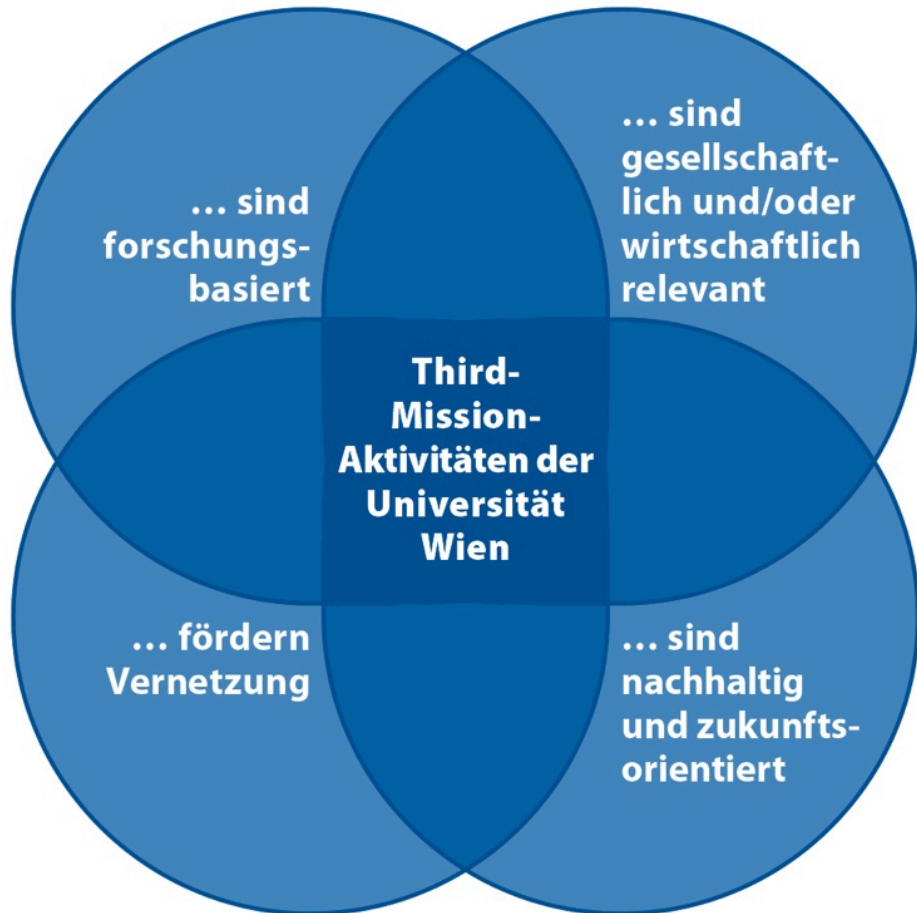 … sind
forschungs-
basiert
… sind
gesellschaft-
lich und/oder
wirtschaftlich
relevant
Third-
Mission-
Aktivitäten der
Universität
Wien
… fördern
Vernetzung
… sind
nachhaltig
und zukunfts-
orientiert